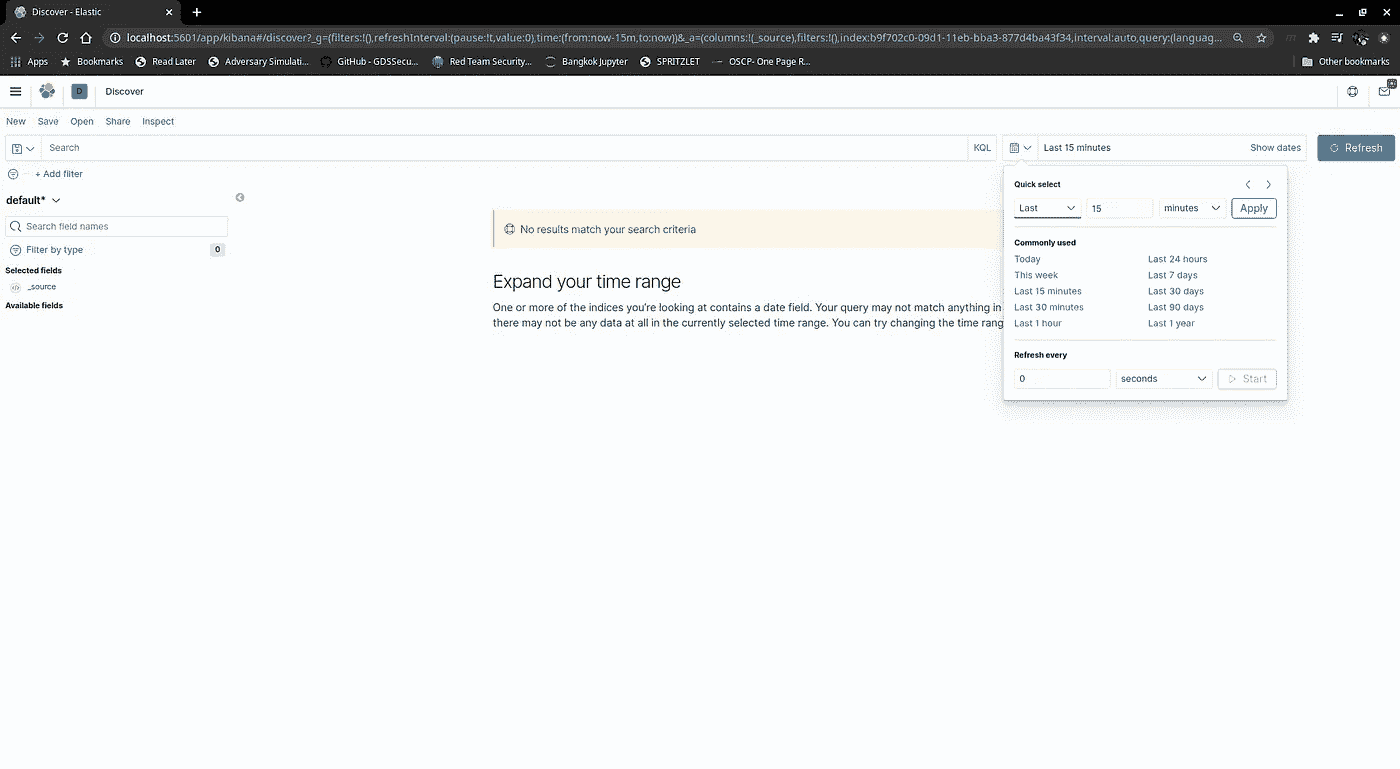 Discover - Elastic
localhost:5601/app/kibana#/discover?_g=(filters:!(),refreshInterval:(pause:!t,value:0),time:(from:now-15m,to:now))&_a=(columns:!(_source),filters:!(),index:b9f702c0-09d1-11eb-bba3-877d4ba43f34,interval:auto,query:(languag...
Apps Bookmarks Read Later Adversary Simulati... GitHub - GDSSecu... Red Team Security... Bangkok Jupyter SPRITZLET OSCP- One Page R... Other bookmarks
D Discover
New Save Open Share Inspect
Search KQL Last 15 minutes Show dates Refresh
+ Add filter
default*
Search field names
Filter by type 0
Selected fields
_source
Available fields
No results match your search criteria
Expand your time range
One or more of the indices you're looking at contains a date field. Your query may not match anything in
there may not be any data at all in the currently selected time range. You can try changing the time rang
Quick select
Last 15 minutes Apply
Commonly used
Today Last 24 hours
This week Last 7 days
Last 15 minutes Last 30 days
Last 30 minutes Last 90 days
Last 1 hour Last 1 year
Refresh every
0 seconds Start